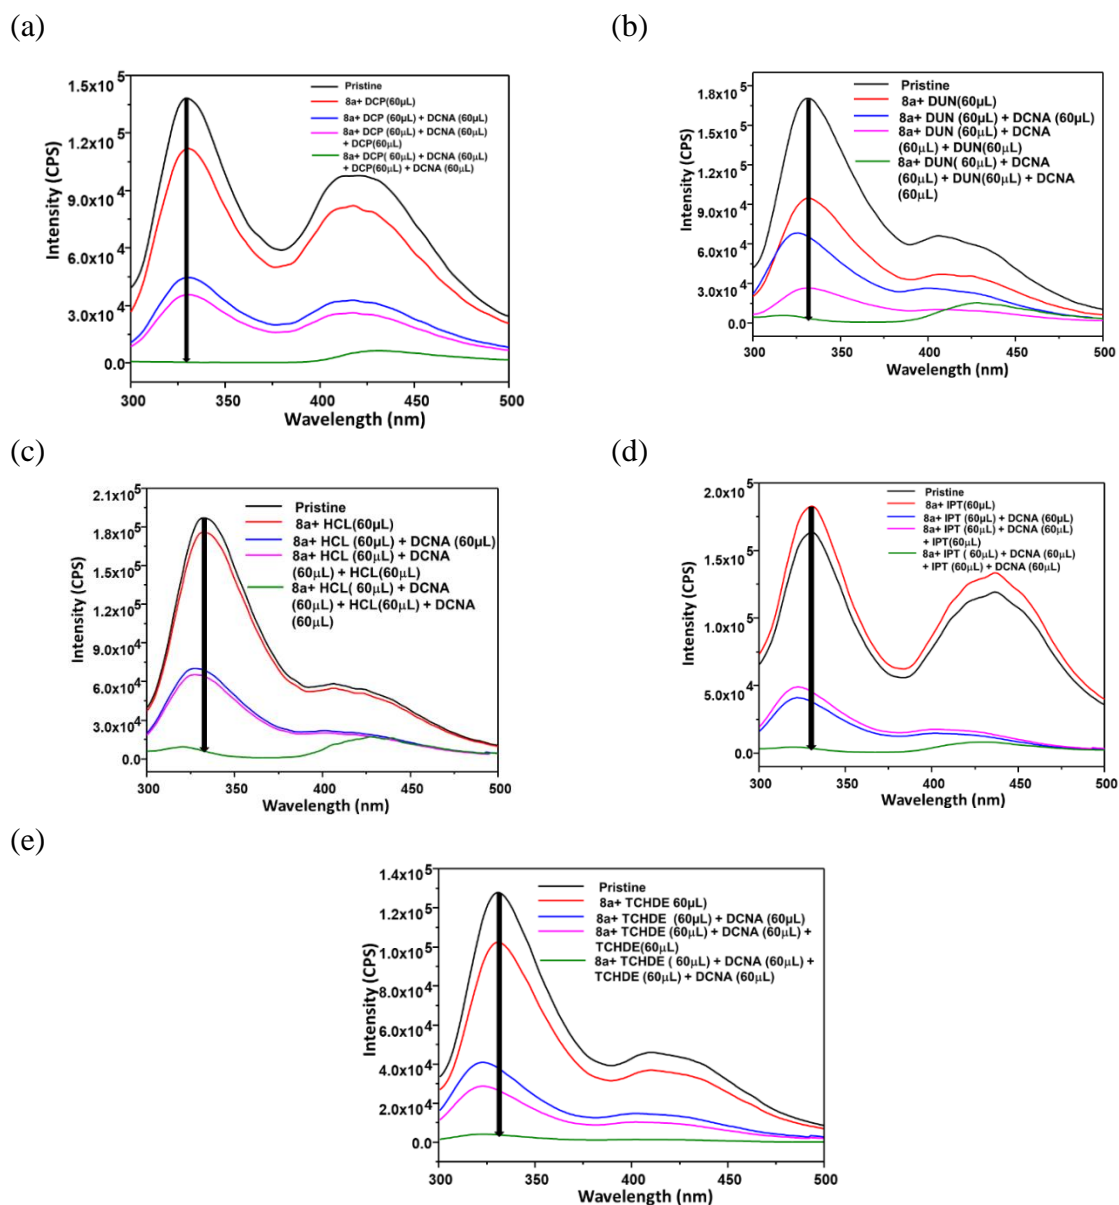 (a)
1.5x10 5
1.2x10 5
9.0x10 4
6.0x10 4
3.0x10 4
0.0
Intensity (CPS)
Pristine
8a+ DCP(60µL)
8a+ DCP (60µL) + DCNA (60µL)
8a+ DCP (60µL) + DCNA (60µL)
+ DCP(60µL)
8a+ DCP( 60µL) + DCNA (60µL)
+ DCP(60µL) + DCNA (60µL)
300 350 400 450 500
Wavelength (nm)
(b)
1.8x10 5
1.5x10 5
1.2x10 5
9.0x10 4
6.0x10 4
3.0x10 4
0.0
Intensity (CPS)
Pristine
8a+ DUN(60µL)
8a+ DUN (60µL) + DCNA (60µL)
8a+ DUN (60µL) + DCNA
(60µL) + DUN(60µL)
8a+ DUN( 60µL) + DCNA
(60µL) + DUN(60µL) + DCNA
(60µL)
300 350 400 450 500
Wavelength (nm)
(c)
2.1x10 5
1.8x10 5
1.5x10 5
1.2x10 5
9.0x10 4
6.0x10 4
3.0x10 4
0.0
Intensity (CPS)
Pristine
8a+ HCL(60µL)
8a+ HCL (60µL) + DCNA (60µL)
8a+ HCL (60µL) + DCNA
(60µL) + HCL(60µL)
8a+ HCL( 60µL) + DCNA
(60µL) + HCL(60µL) + DCNA
(60µL)
300 350 400 450 500
Wavelength (nm)
(d)
2.0x10 5
1.5x10 5
1.0x10 5
5.0x10 4
0.0
Intensity (CPS)
Pristine
8a+ IPT(60µL)
8a+ IPT (60µL) + DCNA (60µL)
8a+ IPT (60µL) + DCNA (60µL)
+ IPT(60µL)
8a+ IPT ( 60µL) + DCNA (60µL)
+ IPT (60µL) + DCNA (60µL)
300 350 400 450 500
Wavelength (nm)
(e)
1.4x10 5
1.2x10 5
1.0x10 5
8.0x10 4
6.0x10 4
4.0x10 4
2.0x10 4
0.0
Intensity (CPS)
Pristine
8a+ TCHDE 60µL)
8a+ TCHDE (60µL) + DCNA (60µL)
8a+ TCHDE (60µL) + DCNA (60µL) +
TCHDE(60µL)
8a+ TCHDE ( 60µL) + DCNA (60µL) +
TCHDE (60µL) + DCNA (60µL)
300 350 400 450 500
Wavelength (nm)